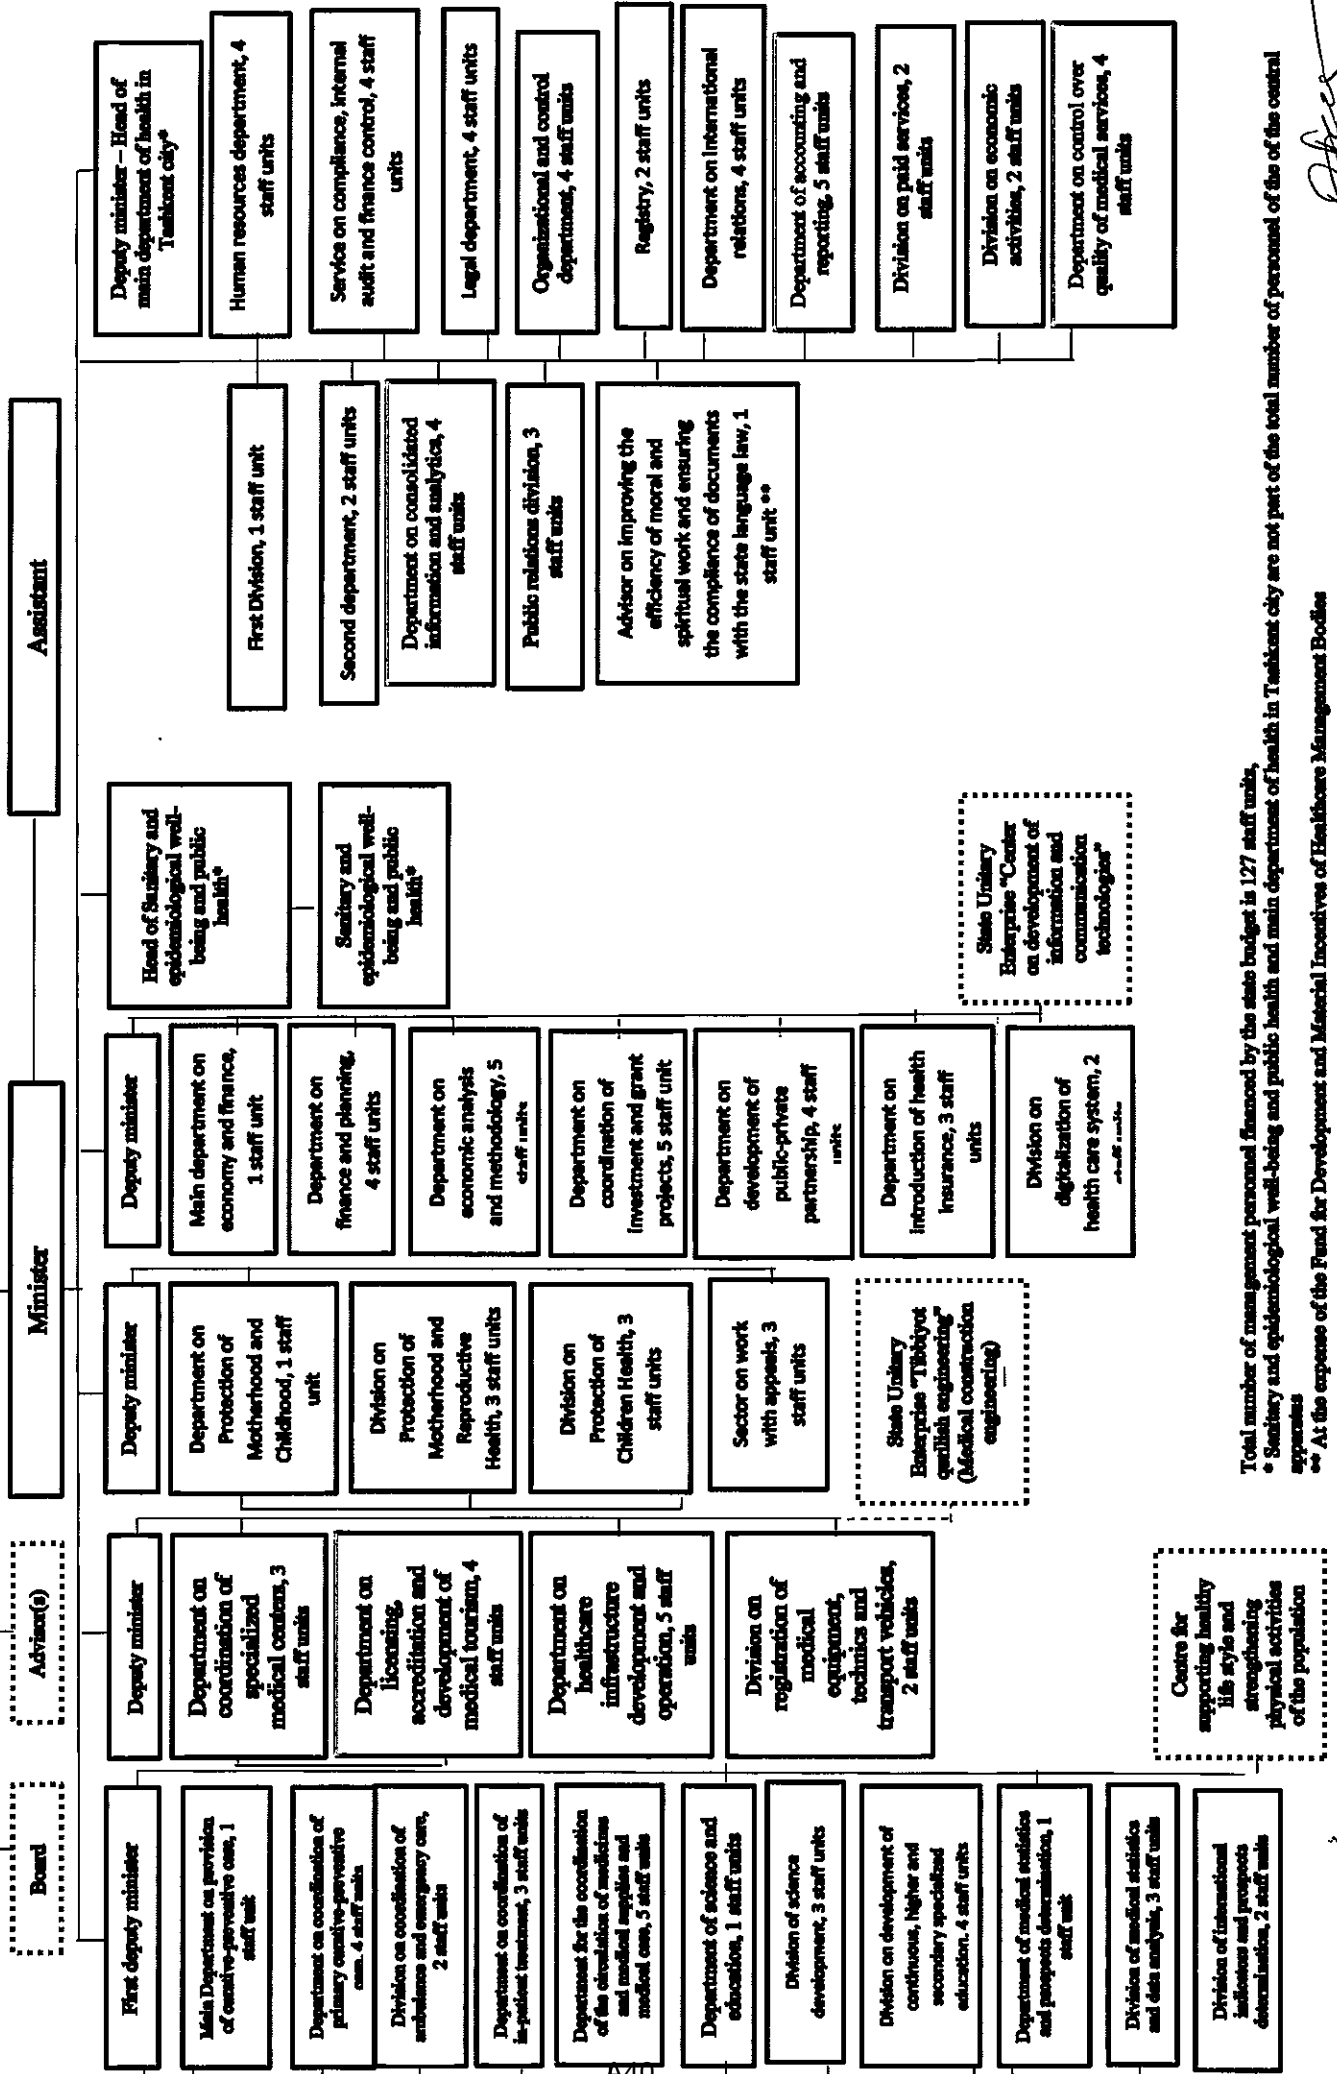 Board
Advisor(s)
Minister
Assistant
First deputy minister
Main Department on provision
of curative-preventive care, 1
staff unit
Department on coordination of
primary curative-preventive
care, 4 staff units
Division on coordination of
ambulance and emergency care,
2 staff units
Department on coordination of
in-patient treatment, 3 staff units
Department for the coordination
of the circulation of medicines
and medical supplies and
medical care, 5 staff units
Department of science and
education, 1 staff units
Division of science
development, 3 staff units
Division on development of
continuous, higher and
secondary specialized
education. 4 staff units
Department of medical statistics
and prospects determination, 1
staff unit
Division of medical statistics
and data analysis, 3 staff units
Division of international
indications and prospects
determination, 2 staff units
Deputy minister
Department on
coordination of
specialized
medical centers, 3
staff units
Department on
licensing,
accreditation and
development of
medical tourism, 4
staff units
Department on
healthcare
infrastructure
development and
operation, 5 staff
units
Division on
registration of
medical
equipment,
technics and
transport vehicles,
2 staff units
Centre for
supporting healthy
life style and
strengthening
physical activities
of the population
Deputy minister
Department on
Protection of
Motherhood and
Childhood, 1 staff
unit
Division on
Protection of
Motherhood and
Reproductive
Health, 3 staff units
Division on
Protection of
Children Health, 3
staff units
Sector on work
with appeals, 3
staff units
State Unitary
Enterprise "Tibbiyot
qurilish engineering"
(Medical construction
engineering)
Deputy minister
Main department on
economy and finance,
1 staff unit
Department on
finance and planning,
4 staff units
Department on
economic analysis
and methodology, 5
staff units
Department on
coordination of
investment and grant
projects, 5 staff unit
Department on
development of
public-private
partnership, 4 staff
units
Department on
introduction of health
insurance, 3 staff
units
Division on
digitalization of
health care system, 2
staff units
State Unitary
Enterprise "Center
on development of
information and
communication
technologies"
Head of Sanitary and
epidemiological well-
being and public
health*
Sanitary and
epidemiological well-
being and public
health*
First Division, 1 staff unit
Second department, 2 staff units
Department on consolidated
information and analytics, 4
staff units
Public relations division, 3
staff units
Advisor on improving the
efficiency of moral and
spiritual work and ensuring
the compliance of documents
with the state language law, 1
staff unit **
Deputy minister – Head of
main department of health in
Tashkent city*
Human resources department, 4
staff units
Service on compliance, internal
audit and finance control, 4 staff
units
Legal department, 4 staff units
Organizational and control
department, 4 staff units
Registry, 2 staff units
Department on international
relations, 4 staff units
Department of accounting and
reporting, 5 staff units
Division on paid services, 2
staff units
Division on economic
activities, 2 staff units
Department on control over
quality of medical services, 4
staff units
Total number of management personnel financed by the state budget is 127 staff units,
* Sanitary and epidemiological well-being and public health and main department of health in Tashkent city are not part of the total number of personnel of the of the central
apparatus
** At the expense of the Fund for Development and Material Incentives of Healthcare Management Bodies